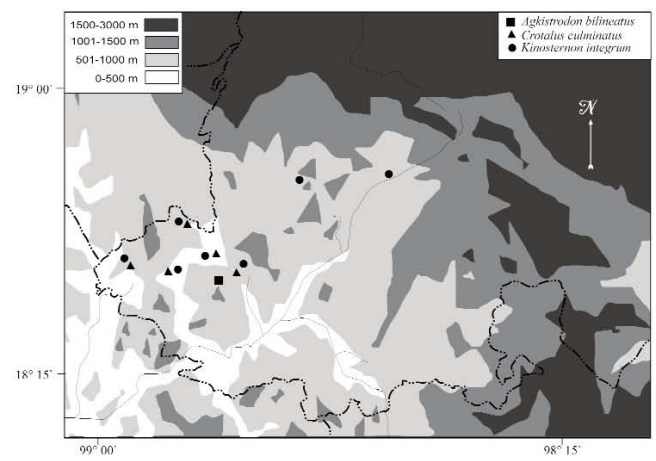 1500-3000 m
1001-1500 m
501-1000 m
0-500 m
Agkistrodon bilineatus
Crotalus culminatus
Kinosternon integrum
N
19° 00'
18° 15'
99° 00'
98° 15'